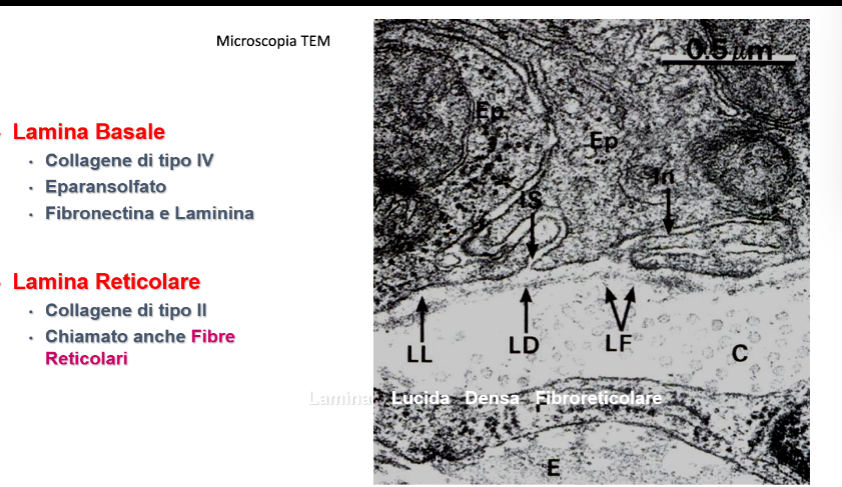 Microscopia TEM
Lamina Basale
· Collagene di tipo IV
· Eparansolfato
· Fibronectina e Laminina
Lamina Reticolare
· Collagene di tipo II
· Chiamato anche Fibre
Reticolari
0.5 µm
Ep
Ep
In
IS
LL
LD
LF
C
Lamina Lucida Densa Fibroreticolare
F
E